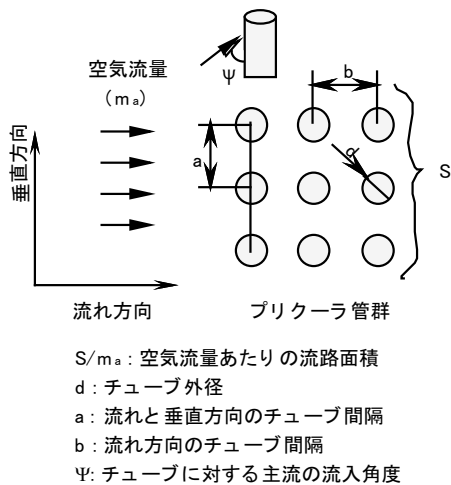 空気流量
(ma)
Ψ
b
垂直方向
a
d
S
流れ方向
プリクーラ管群
S/ma：空気流量あたりの流路面積
d：チューブ外径
a：流れと垂直方向のチューブ間隔
b：流れ方向のチューブ間隔
Ψ：チューブに対する主流の流入角度